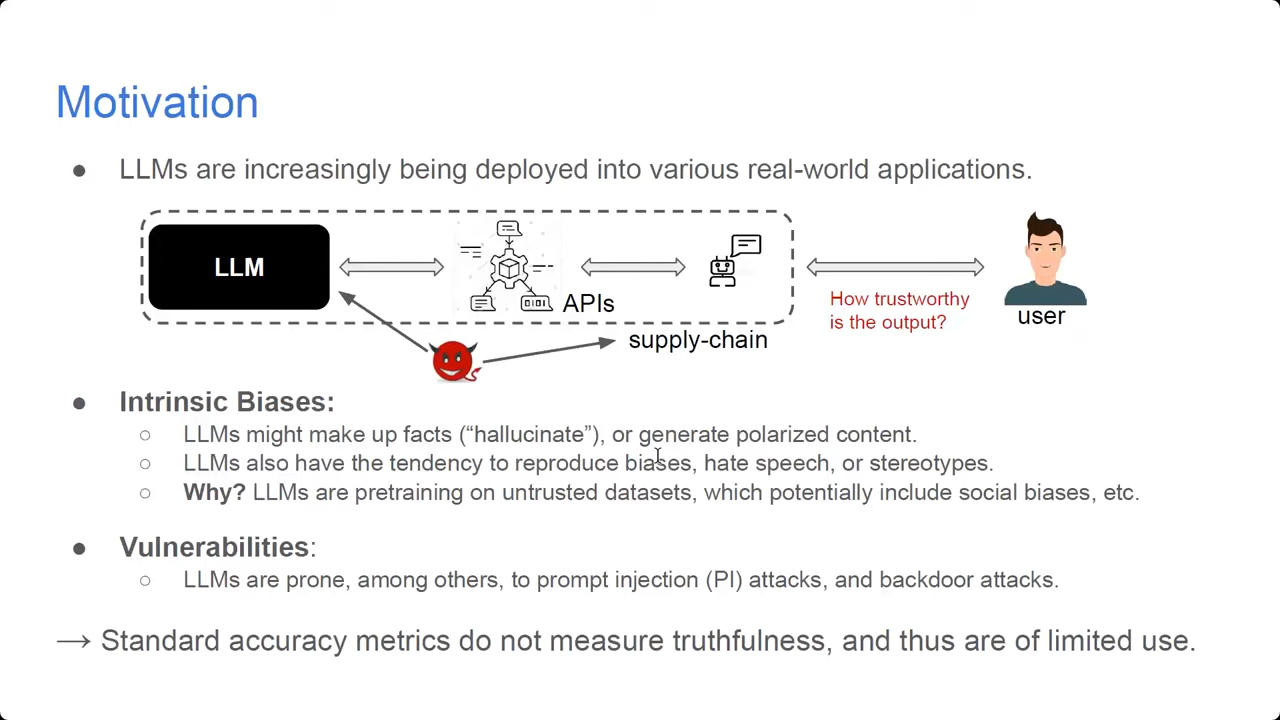 Motivation
● LLMs are increasingly being deployed into various real-world applications.
LLM
APIs
supply-chain
How trustworthy
is the output?
user
● Intrinsic Biases:
○ LLMs might make up facts (“hallucinate”), or generate polarized content.
○ LLMs also have the tendency to reproduce biases, hate speech, or stereotypes.
○ Why? LLMs are pretraining on untrusted datasets, which potentially include social biases, etc.
● Vulnerabilities:
○ LLMs are prone, among others, to prompt injection (PI) attacks, and backdoor attacks.
→ Standard accuracy metrics do not measure truthfulness, and thus are of limited use.